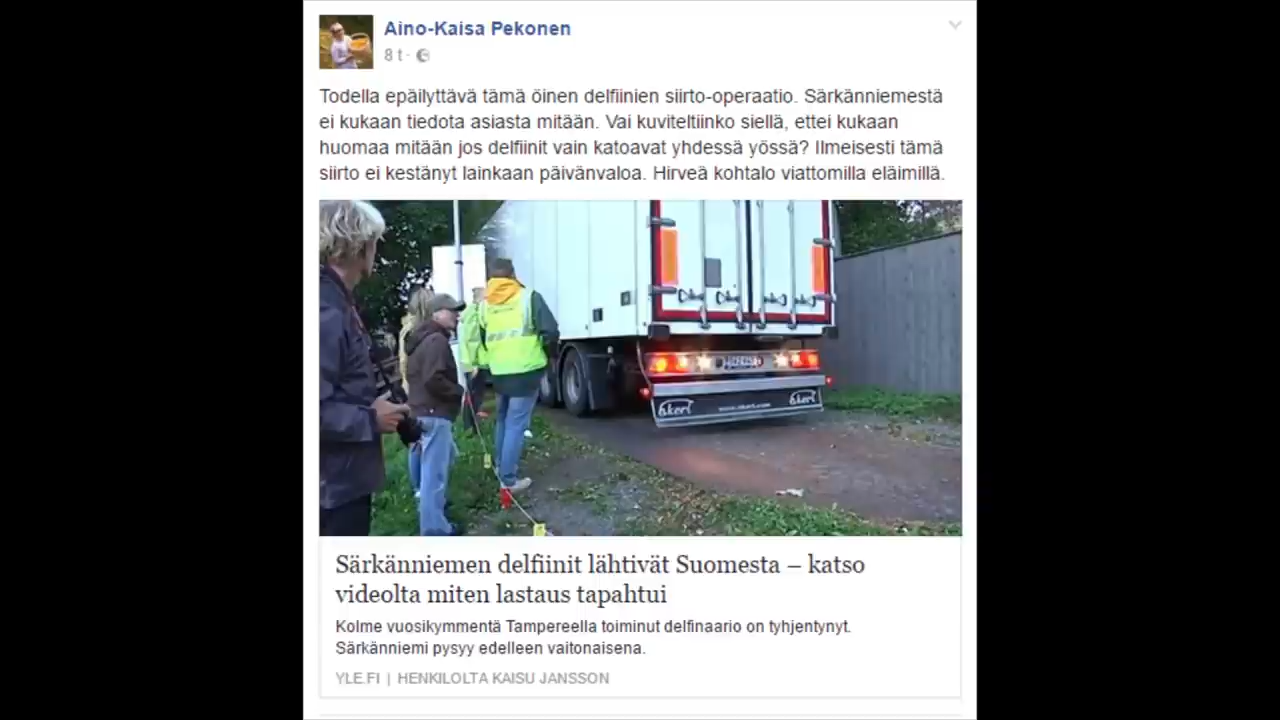 Aino-Kaisa Pekonen
8 t ·
Todella epäilyttävä tämä öinen delfiinien siirto-operaatio. Särkänniemestä
ei kukaan tiedota asiasta mitään. Vai kuviteltiinko siellä, ettei kukaan
huomaa mitään jos delfiinit vain katoavat yhdessä yössä? Ilmeisesti tämä
siirto ei kestänyt lainkaan päivänvaloa. Hirveä kohtalo viattomilla eläimillä.
ekeri www.ekeri.com ekeri
Särkänniemen delfiinit lähtivät Suomesta – katso
videolta miten lastaus tapahtui
Kolme vuosikymmentä Tampereella toiminut delfinaario on tyhjentynyt.
Särkänniemi pysyy edelleen vaitonaisena.
YLE.FI | HENKILÖLTÄ KAISU JANSSON